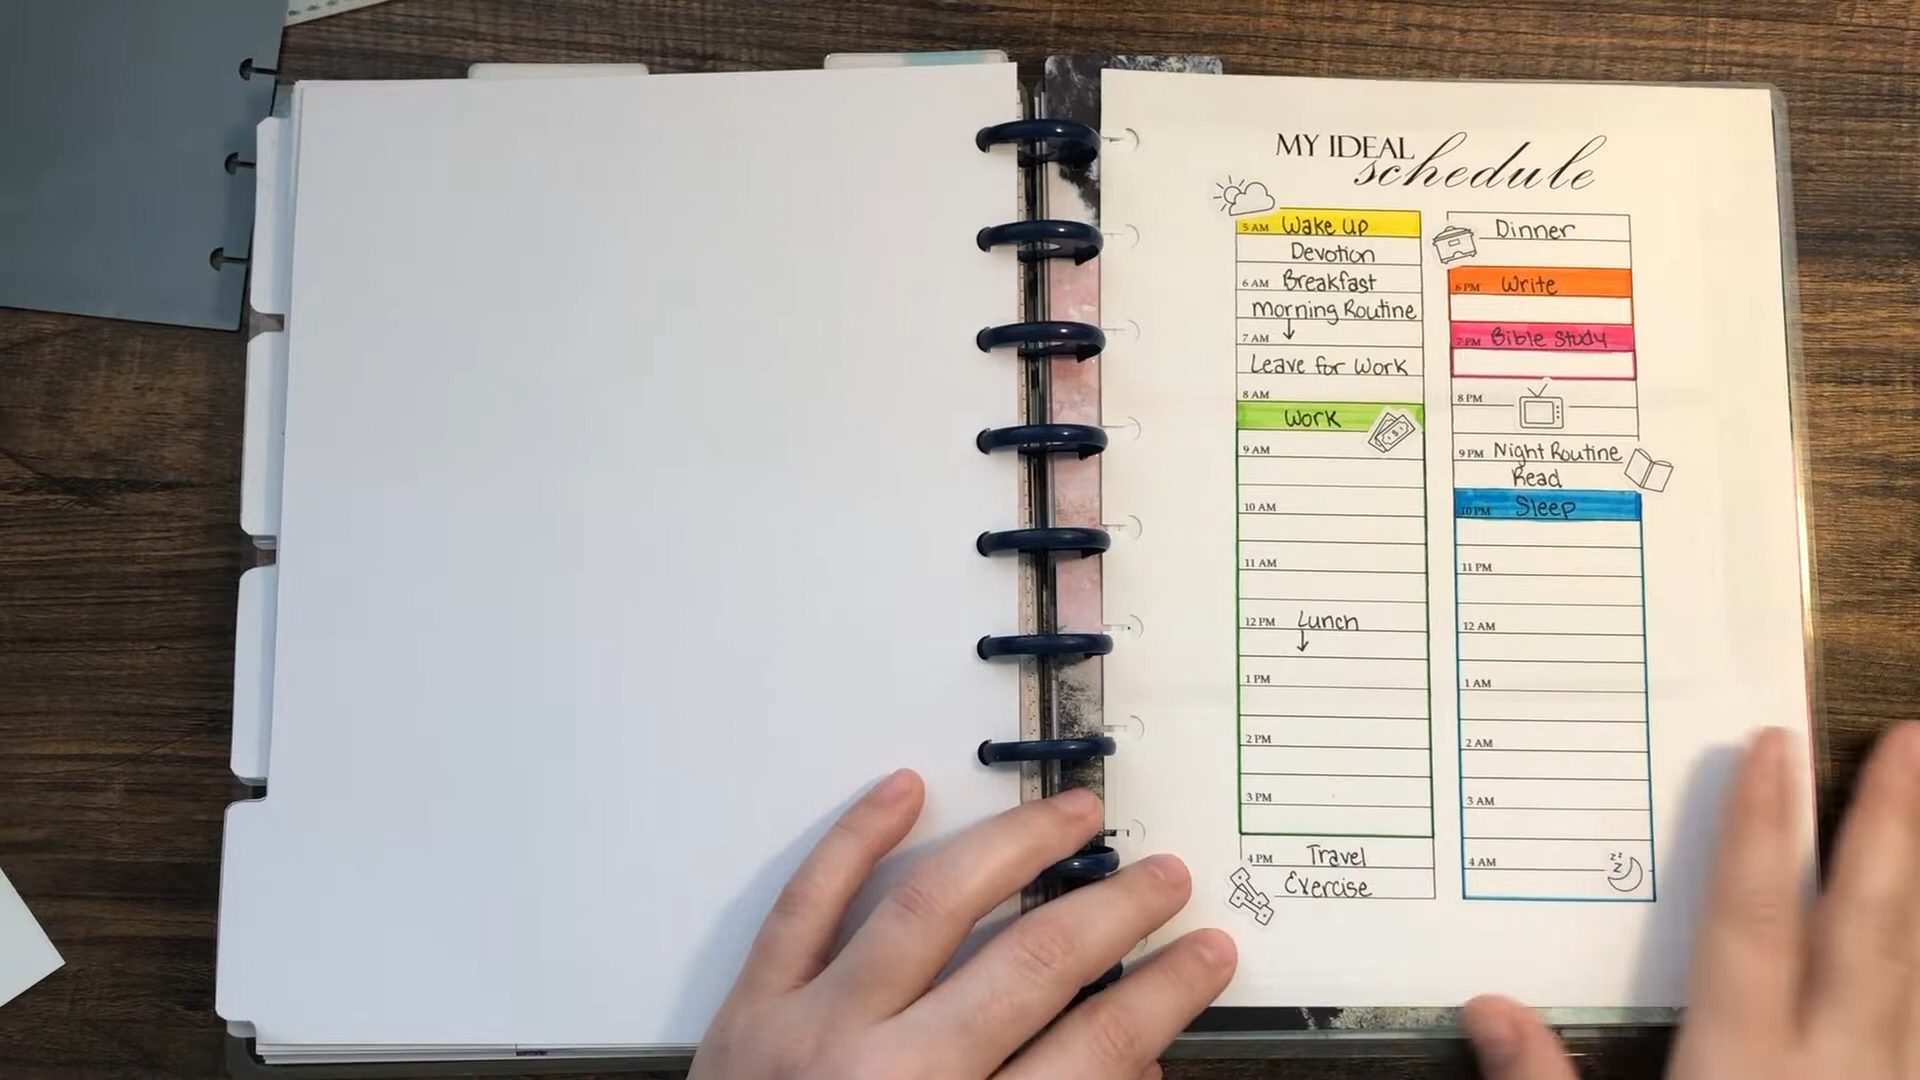 MY IDEAL
schedule
5 AM Wake up
Devotion
6 AM Breakfast
morning Routine
7 AM
Leave for Work
8 AM
Work
9 AM
10 AM
11 AM
12 PM Lunch
1 PM
2 PM
3 PM
4 PM Travel
Exercise
Dinner
6 PM Write
7 PM Bible Study
8 PM
9 PM Night Routine
Read
10 PM Sleep
11 PM
12 AM
1 AM
2 AM
3 AM
4 AM
zzz